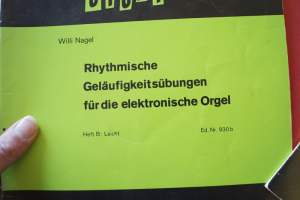 Willi Nagel
Rhythmische
Geläufigkeitsübungen
für die elektronische Orgel
Heft B: Leicht
Ed. Nr. 930b